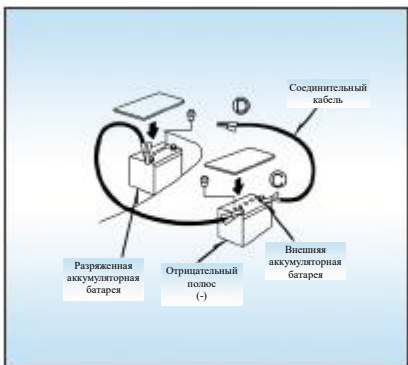 D
Соединительный
кабель
C
Разряженная
аккумуляторная
батарея
Отрицательный
полюс
(-)
Внешняя
аккумуляторная
батарея